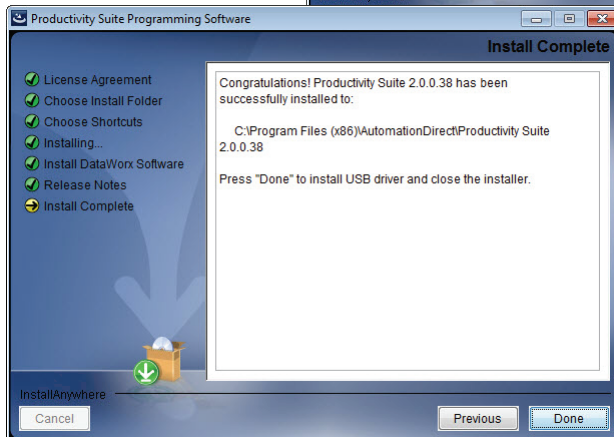 Productivity Suite Programming Software
Install Complete
License Agreement
Choose Install Folder
Choose Shortcuts
Installing...
Install DataWorx Software
Release Notes
Install Complete
Congratulations! Productivity Suite 2.0.0.38 has been
successfully installed to:
C:\Program Files (x86)\AutomationDirect\Productivity Suite
2.0.0.38
Press "Done" to install USB driver and close the installer.
InstallAnywhere
Cancel
Previous
Done